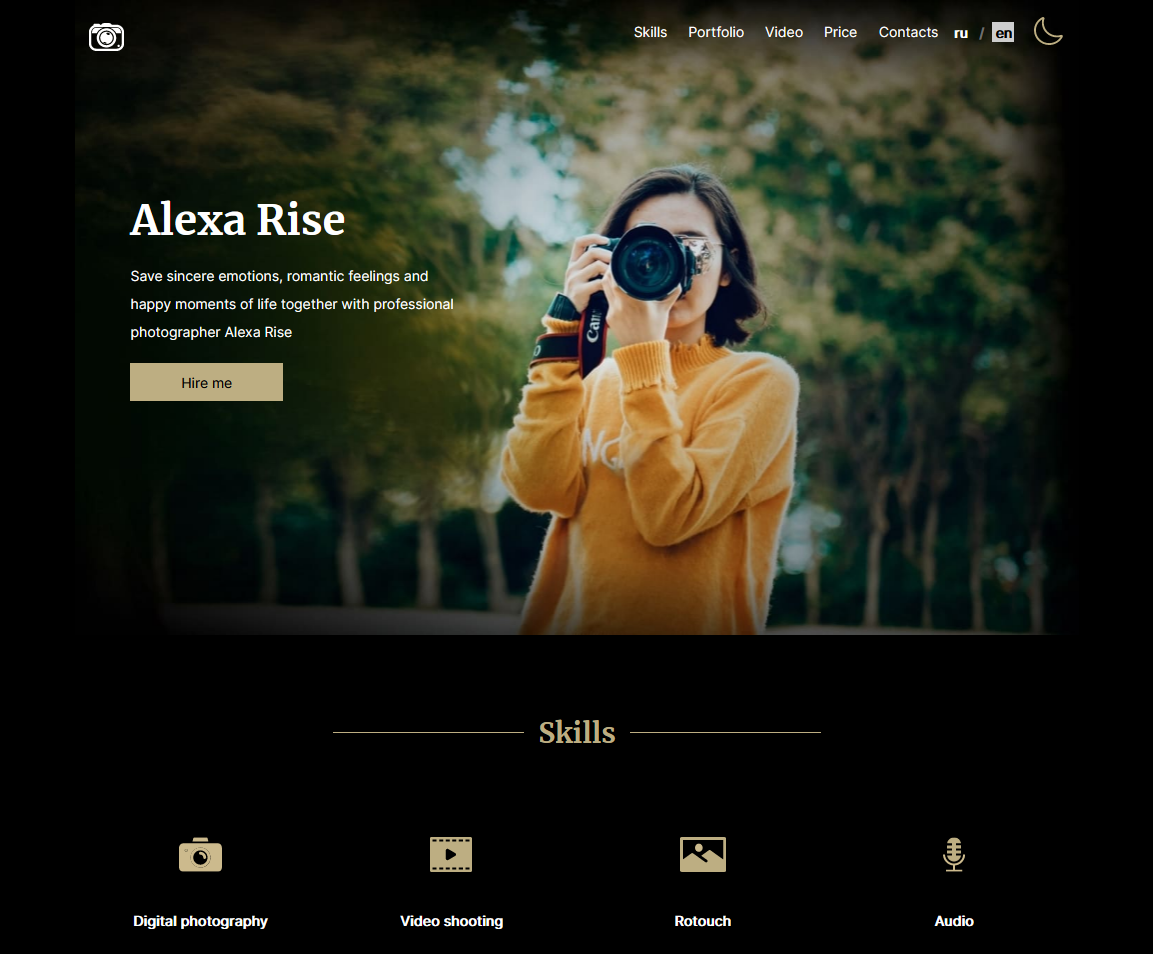 Skills Portfolio Video Price Contacts ru / en
Alexa Rise
Save sincere emotions, romantic feelings and
happy moments of life together with professional
photographer Alexa Rise
Hire me
Skills
Digital photography Video shooting Rotouch Audio